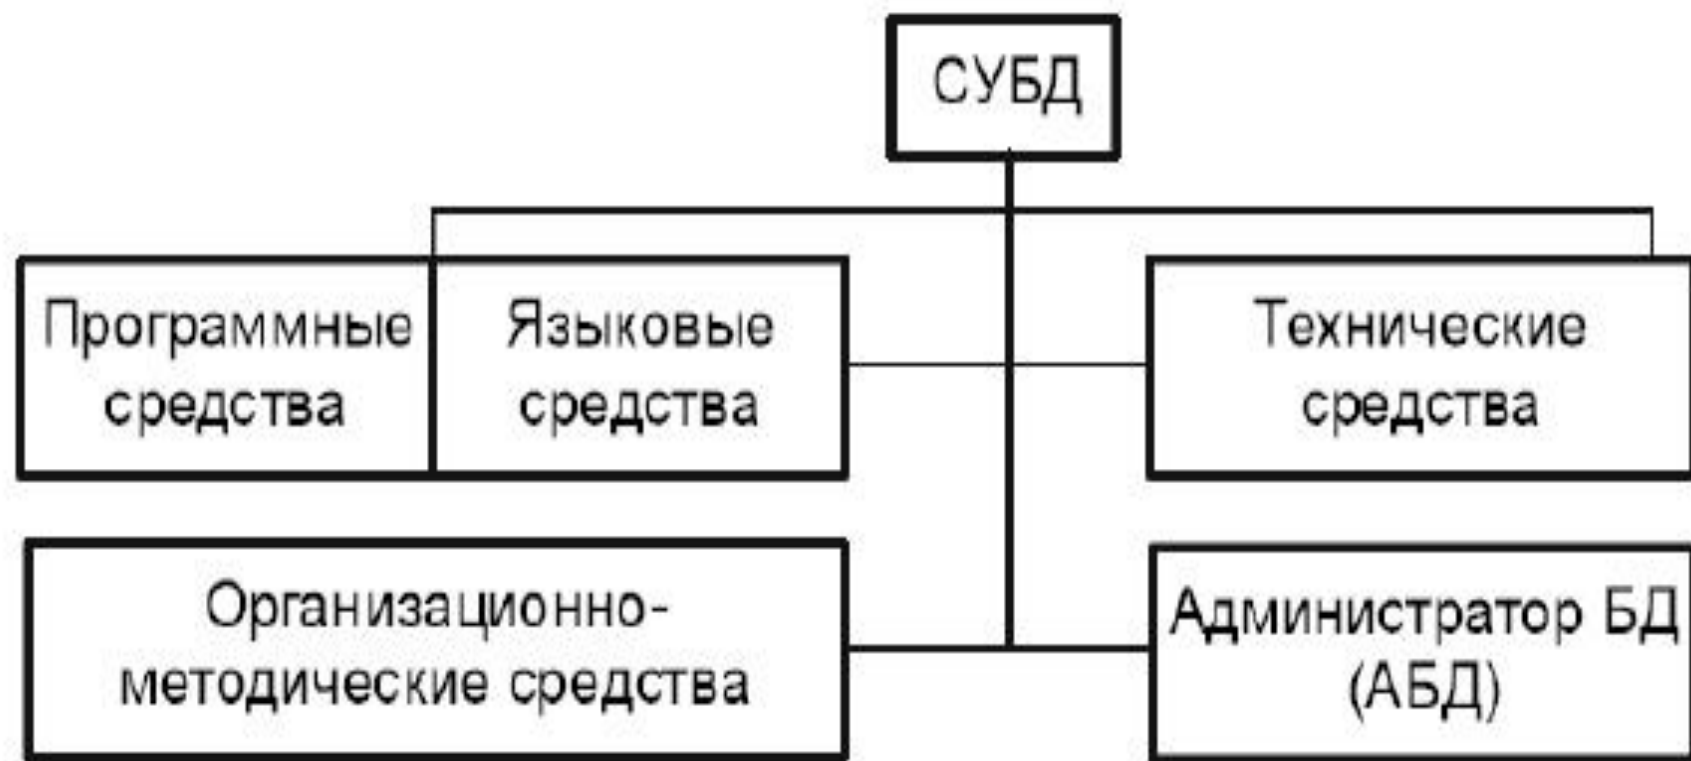 СУБД
Программные
средства
Языковые
средства
Технические
средства
Организационно-
методические средства
Администратор БД
(АБД)